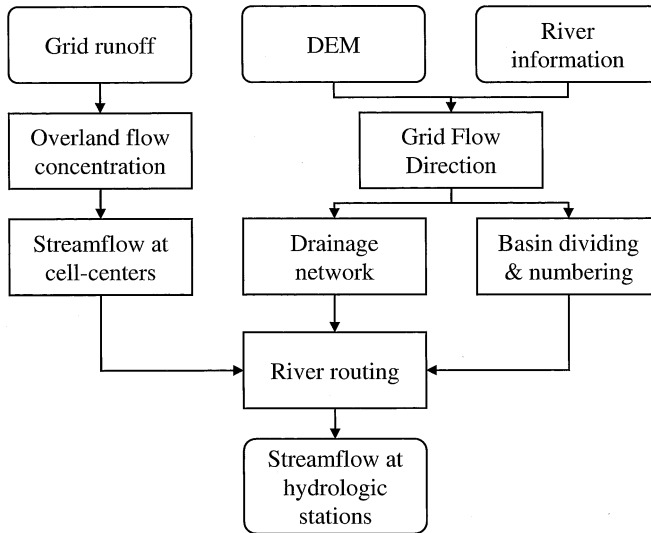 Grid runoff
DEM
River
information
Overland flow
concentration
Grid Flow
Direction
Streamflow at
cell-centers
Drainage
network
Basin dividing
& numbering
River routing
Streamflow at
hydrologic
stations